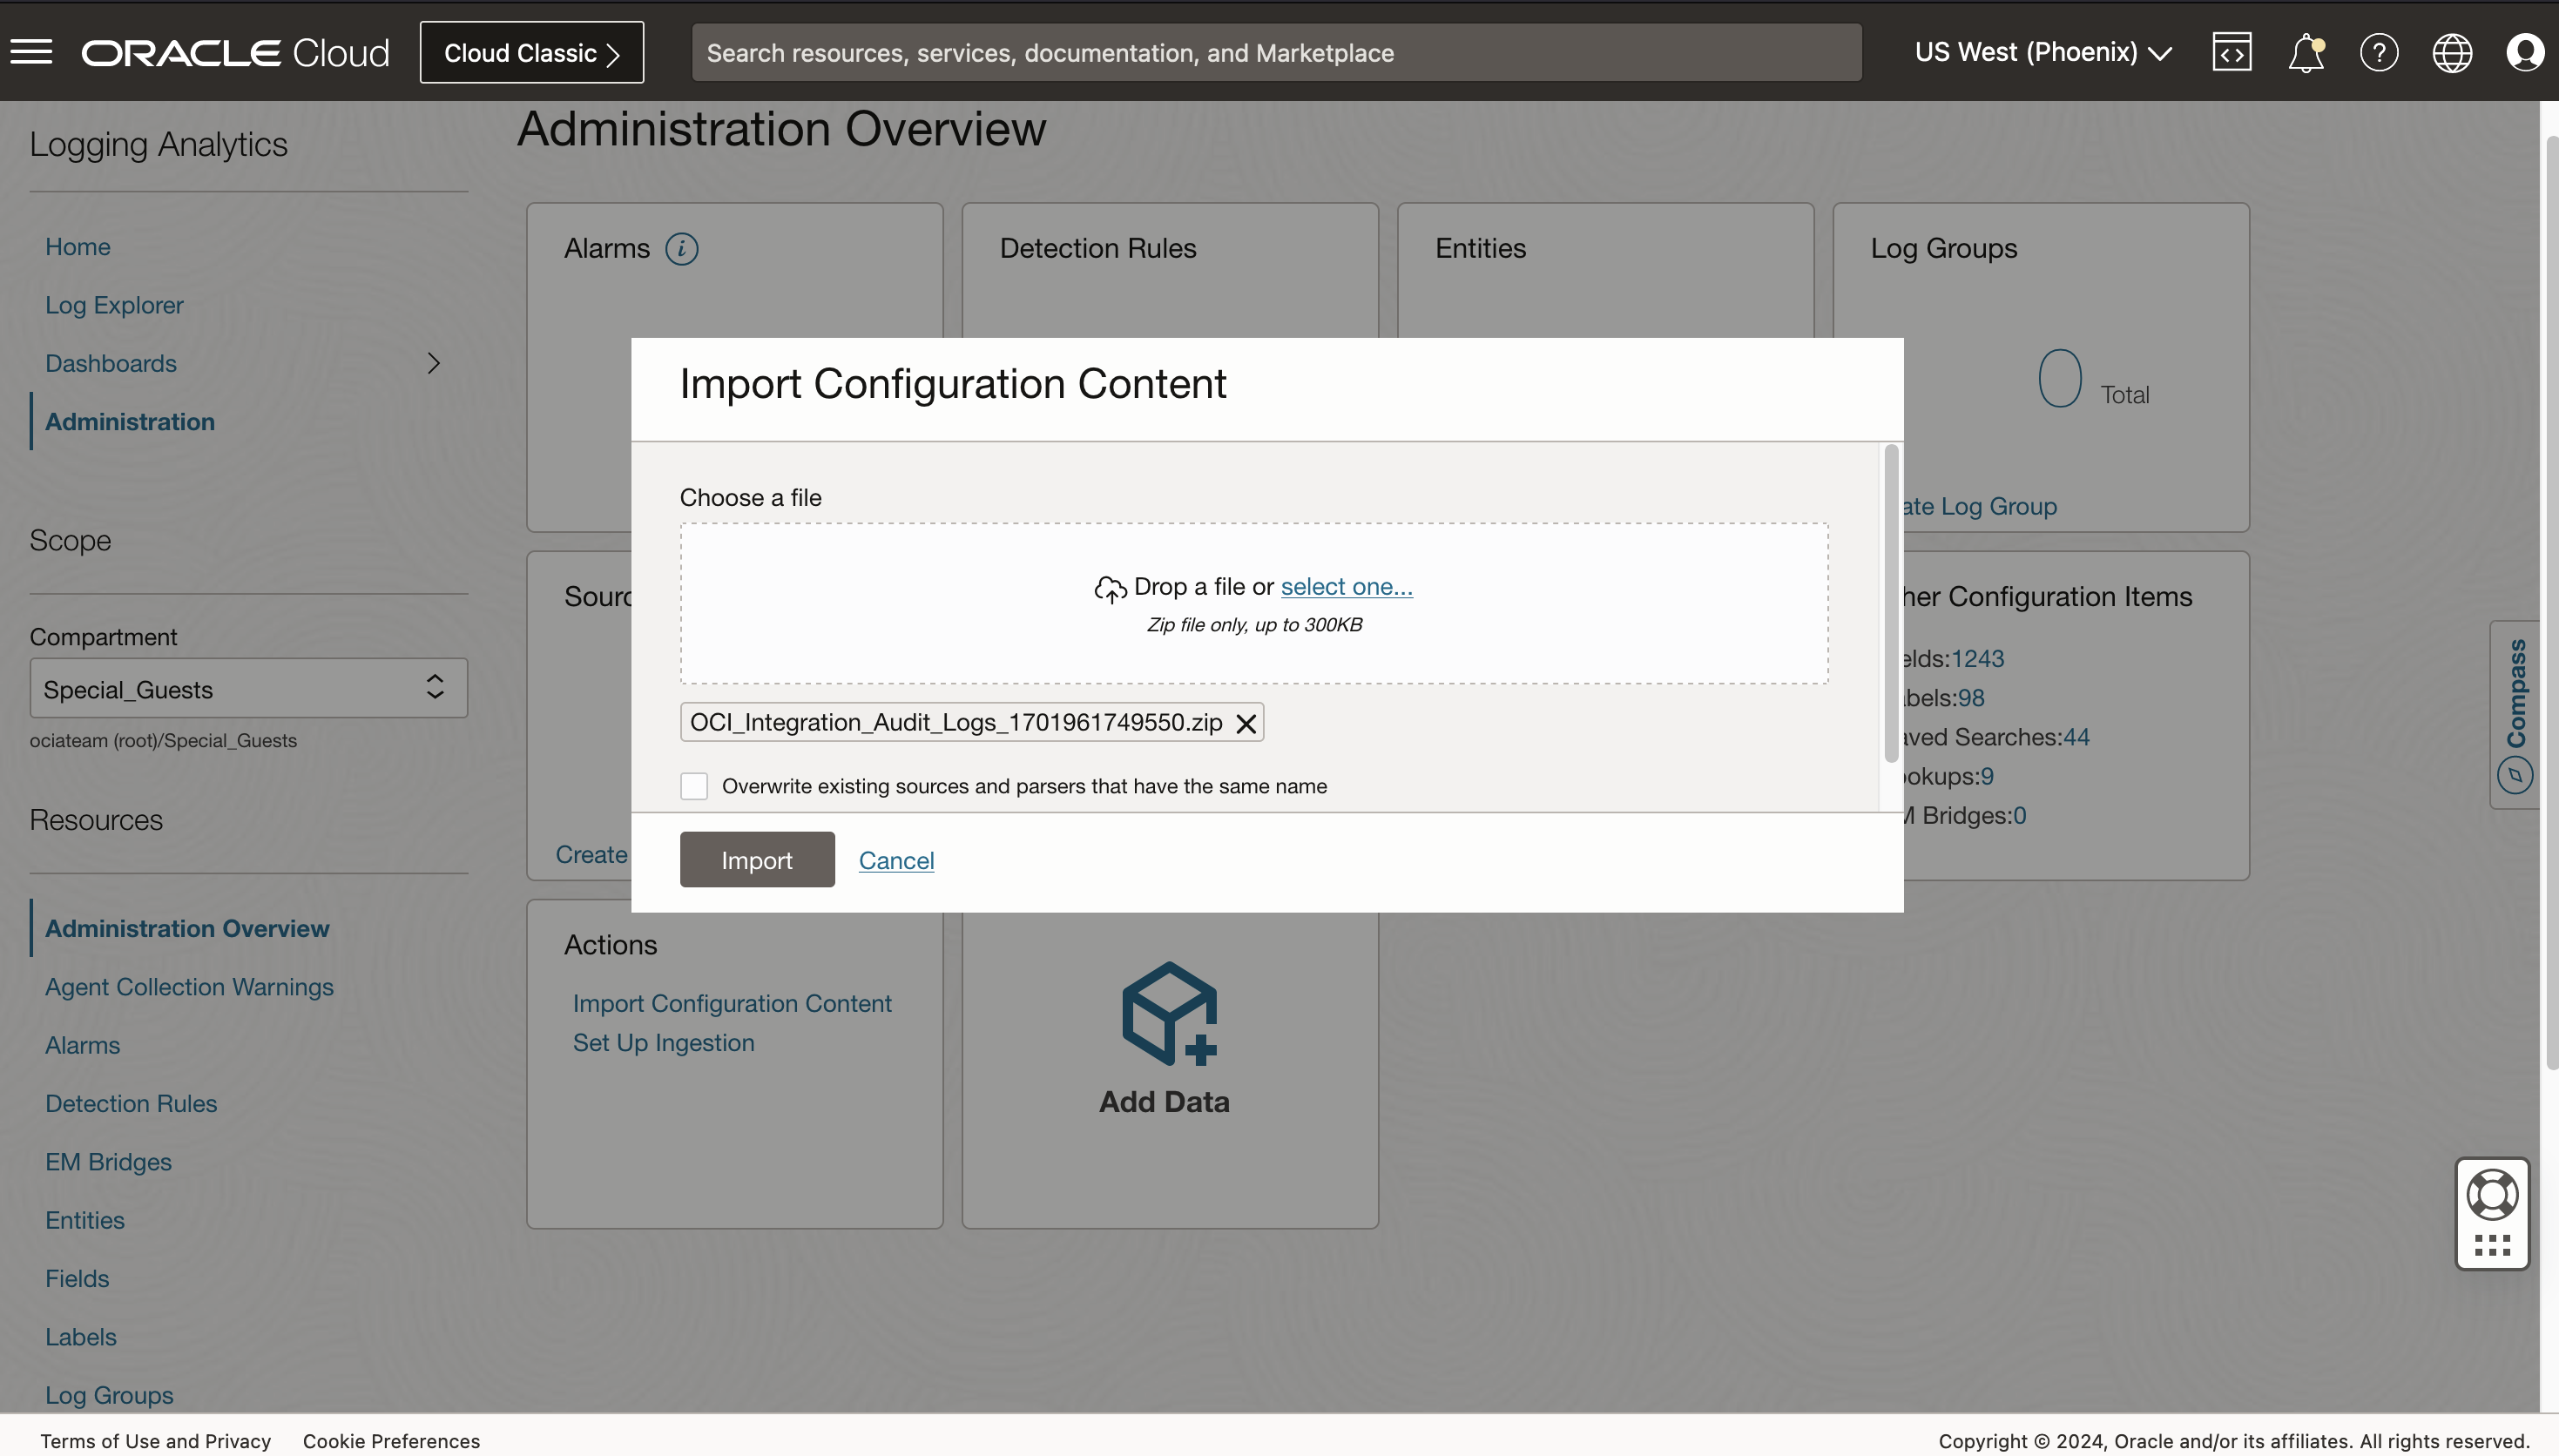 ORACLE Cloud
Cloud Classic
Search resources, services, documentation, and Marketplace
US West (Phoenix)
Logging Analytics
Home
Log Explorer
Dashboards
Administration
Scope
Compartment
Special_Guests
ociateam (root)/Special_Guests
Resources
Administration Overview
Agent Collection Warnings
Alarms
Detection Rules
EM Bridges
Entities
Fields
Labels
Log Groups
Administration Overview
Alarms
Detection Rules
Entities
Log Groups
0 Total
ate Log Group
Sourc
Create
her Configuration Items
elds:1243
bels:98
aved Searches:44
okups:9
M Bridges:0
Import Configuration Content
Choose a file
Drop a file or select one...
Zip file only, up to 300KB
OCI_Integration_Audit_Logs_1701961749550.zip
Overwrite existing sources and parsers that have the same name
Import
Cancel
Actions
Import Configuration Content
Set Up Ingestion
Add Data
Compass
Terms of Use and Privacy
Cookie Preferences
Copyright © 2024, Oracle and/or its affiliates. All rights reserved.